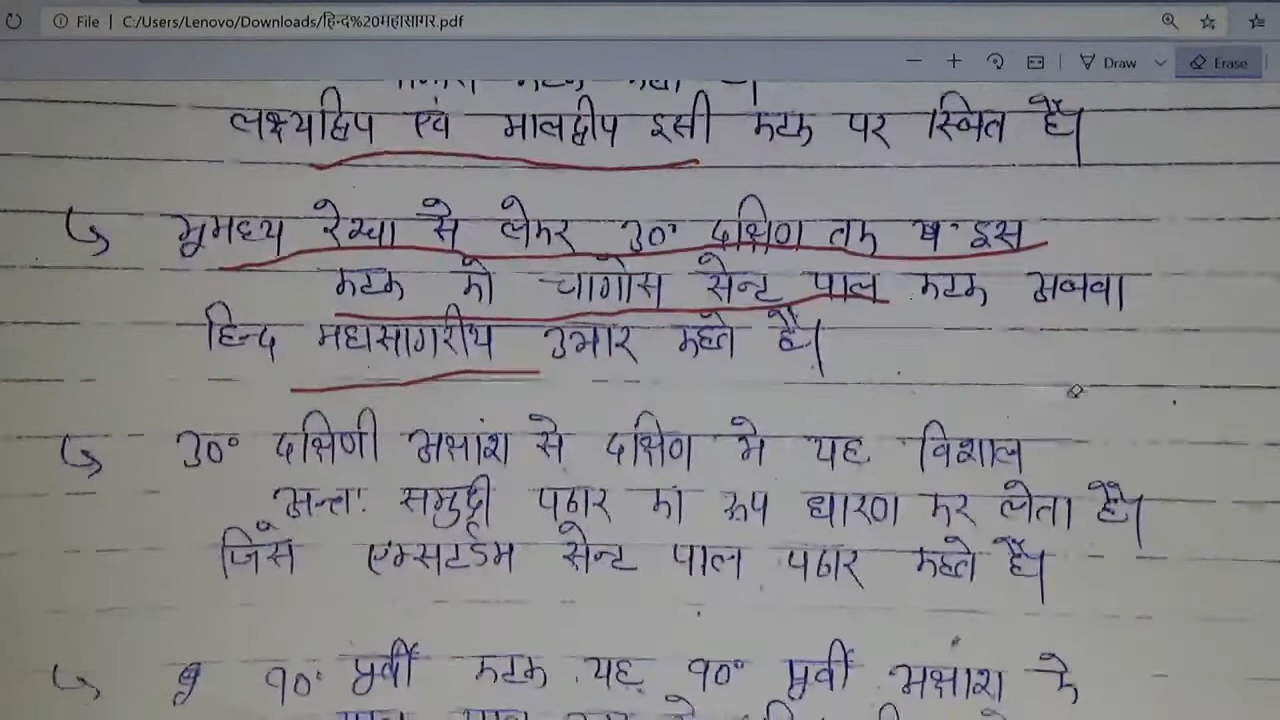 File | C:/Users/Lenovo/Downloads/हिन्द%20महासागर.pdf
Draw Erase
लक्ष्यद्विप एवं मालद्वीप इसी कटक पर स्थित हैं।
भूमध्य रेखा से लेकर 30° दक्षिण तक इस
कटक को चागोस सेन्ट पाल कटक अथवा
हिन्द महासागरीय उभार कहते हैं।
30° दक्षिणी अक्षांश से दक्षिण मे यह विशाल
अन्तः समुद्री पठार का रूप धारण कर लेता हैं।
जिसे एम्सटर्डम सेन्ट पाल पठार कहते हैं।
90° पूर्वी कटक यह 90° पूर्वी अक्षांश के